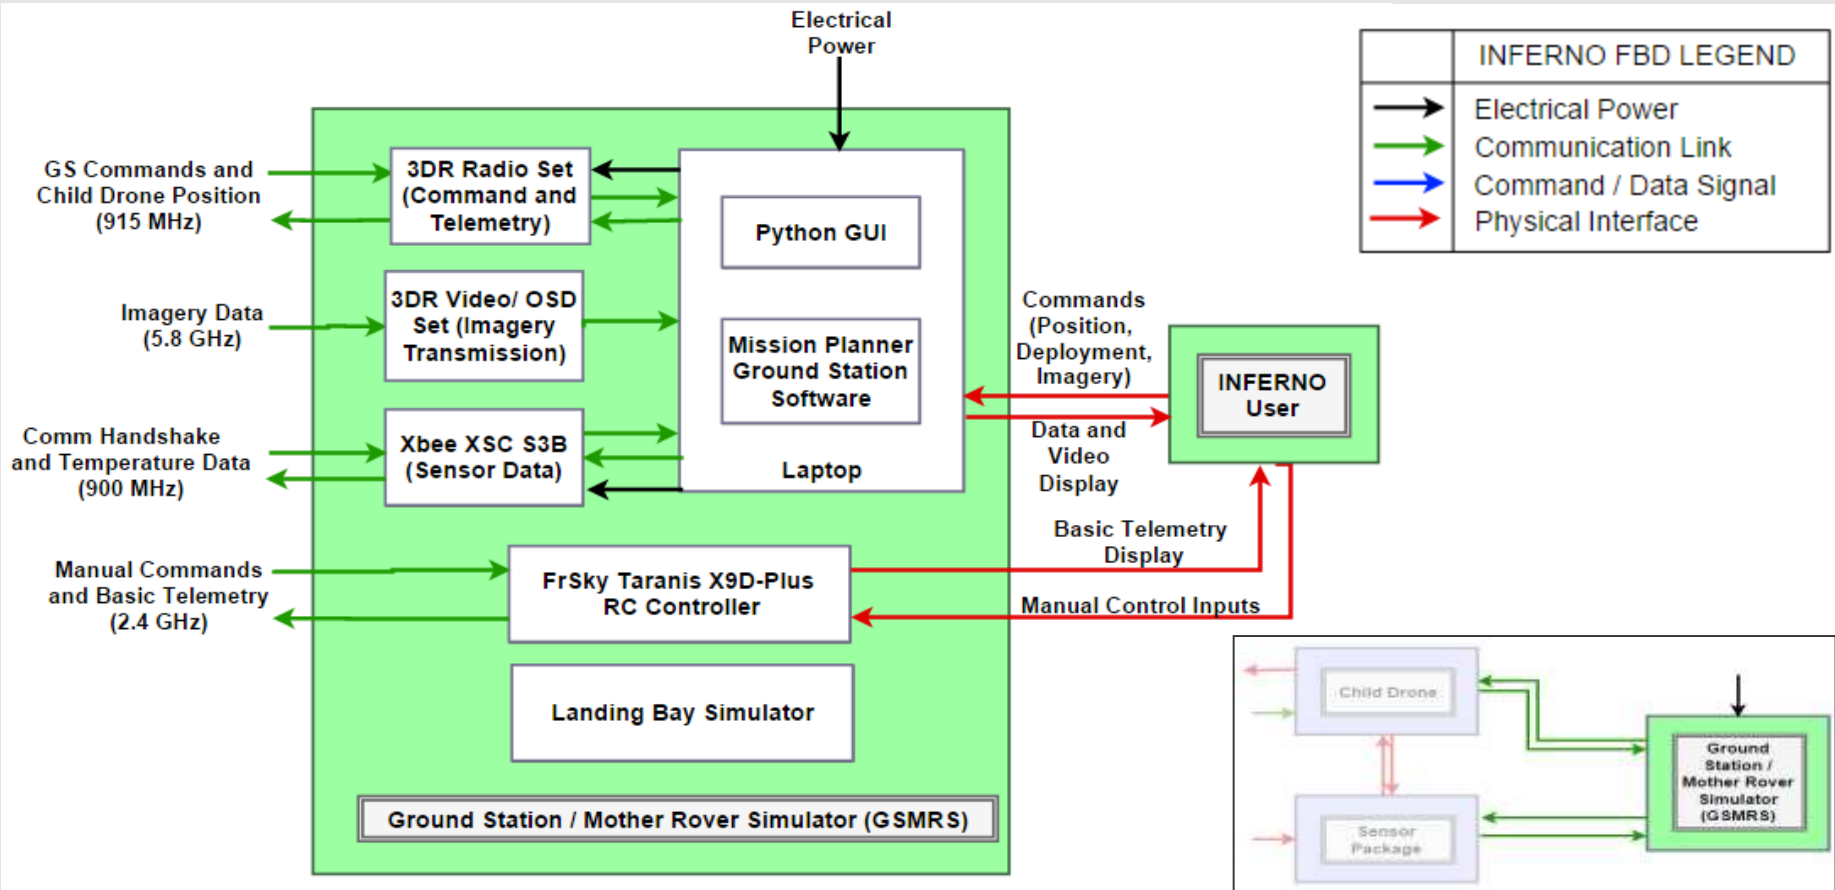 Electrical
Power
INFERNO FBD LEGEND
Electrical Power
Communication Link
Command / Data Signal
Physical Interface
GS Commands and
Child Drone Position
(915 MHz)
3DR Radio Set
(Command and
Telemetry)
Python GUI
Imagery Data
(5.8 GHz)
3DR Video/ OSD
Set (Imagery
Transmission)
Mission Planner
Ground Station
Software
Laptop
Commands
(Position,
Deployment,
Imagery)
INFERNO
User
Data and
Video
Display
Comm Handshake
and Temperature Data
(900 MHz)
Xbee XSC S3B
(Sensor Data)
Basic Telemetry
Display
Manual Commands
and Basic Telemetry
(2.4 GHz)
FrSky Taranis X9D-Plus
RC Controller
Manual Control Inputs
Landing Bay Simulator
Ground Station / Mother Rover Simulator (GSMRS)
Child Drone
Ground
Station /
Mother Rover
Simulator
(GSMRS)
Sensor
Package